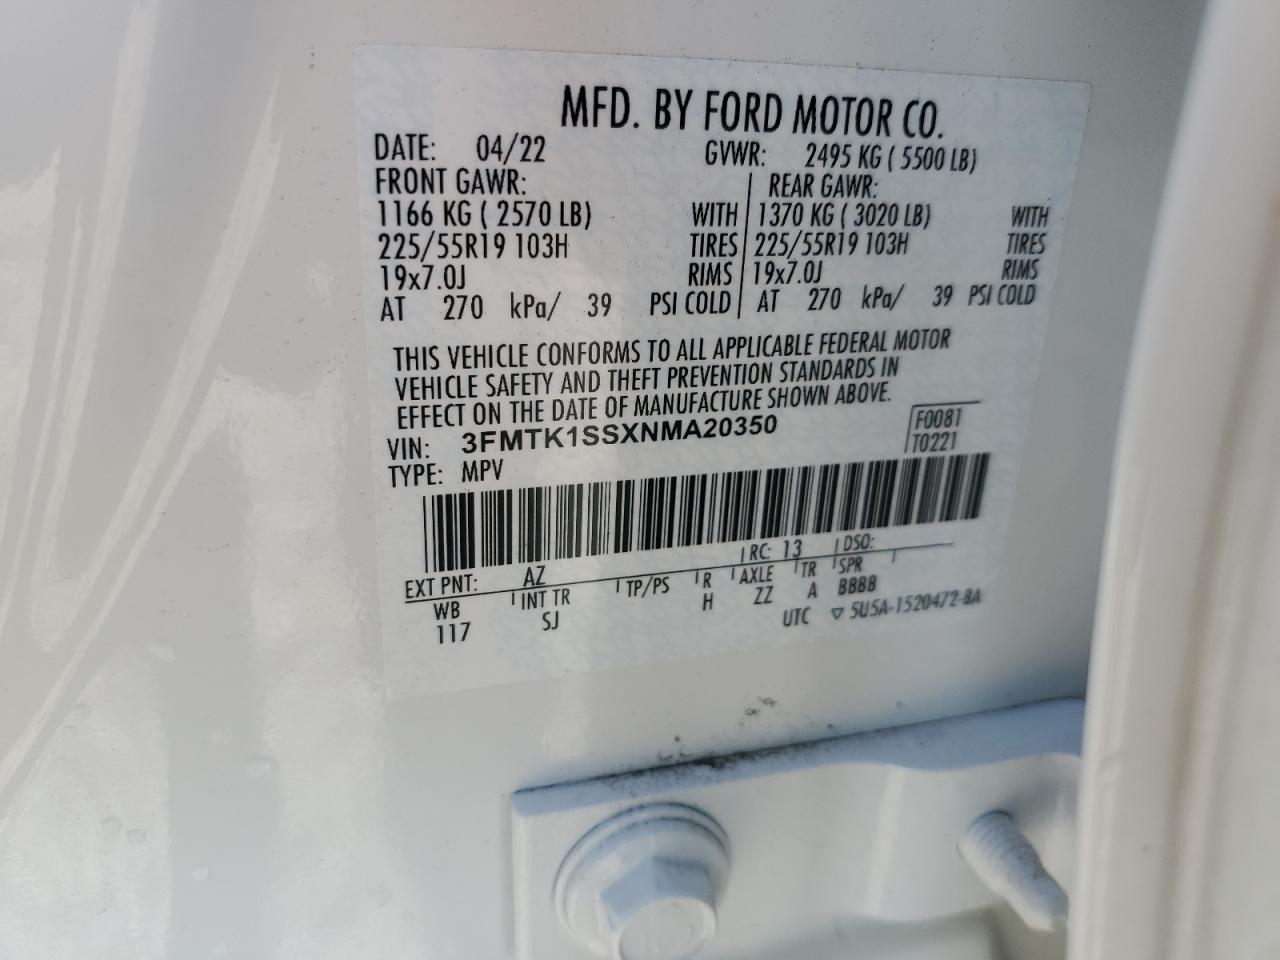 MFD. BY FORD MOTOR CO.
DATE: 04/22 GVWR: 2495 KG ( 5500 LB)
FRONT GAWR: REAR GAWR:
1166 KG ( 2570 LB) WITH 1370 KG ( 3020 LB) WITH
225/55R19 103H TIRES 225/55R19 103H TIRES
19x7.0J RIMS 19x7.0J RIMS
AT 270 kPa/ 39 PSI COLD AT 270 kPa/ 39 PSI COLD
THIS VEHICLE CONFORMS TO ALL APPLICABLE FEDERAL MOTOR
VEHICLE SAFETY AND THEFT PREVENTION STANDARDS IN
EFFECT ON THE DATE OF MANUFACTURE SHOWN ABOVE.
VIN: 3FMTK1SSXNMA20350 F0081
TYPE: MPV T0221
EXT PNT: AZ RC: 13 DSO:
WB INT TR TP/PS R AXLE TR SPR
117 SJ H ZZ A BBBB
UTC ▽ 5U5A-1520472-BA